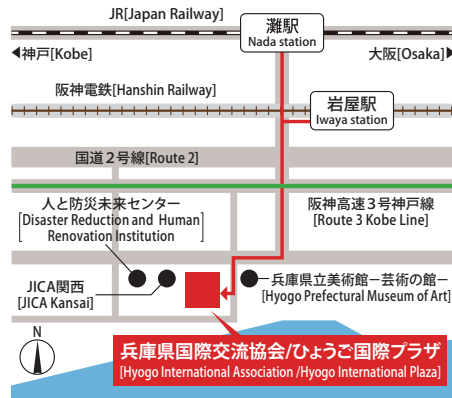 JR[Japan Railway]
灘駅
Nada station
神戸[Kobe]
大阪[Osaka]
阪神電鉄[Hanshin Railway]
岩屋駅
Iwaya station
国道２号線[Route 2]
人と防災未来センター
[Disaster Reduction and Human
Renovation Institution]
阪神高速３号神戸線
[Route 3 Kobe Line]
JICA関西
[JICA Kansai]
兵庫県立美術館－芸術の館－
[Hyogo Prefectural Museum of Art]
N
兵庫県国際交流協会/ひょうご国際プラザ
[Hyogo International Association /Hyogo International Plaza]